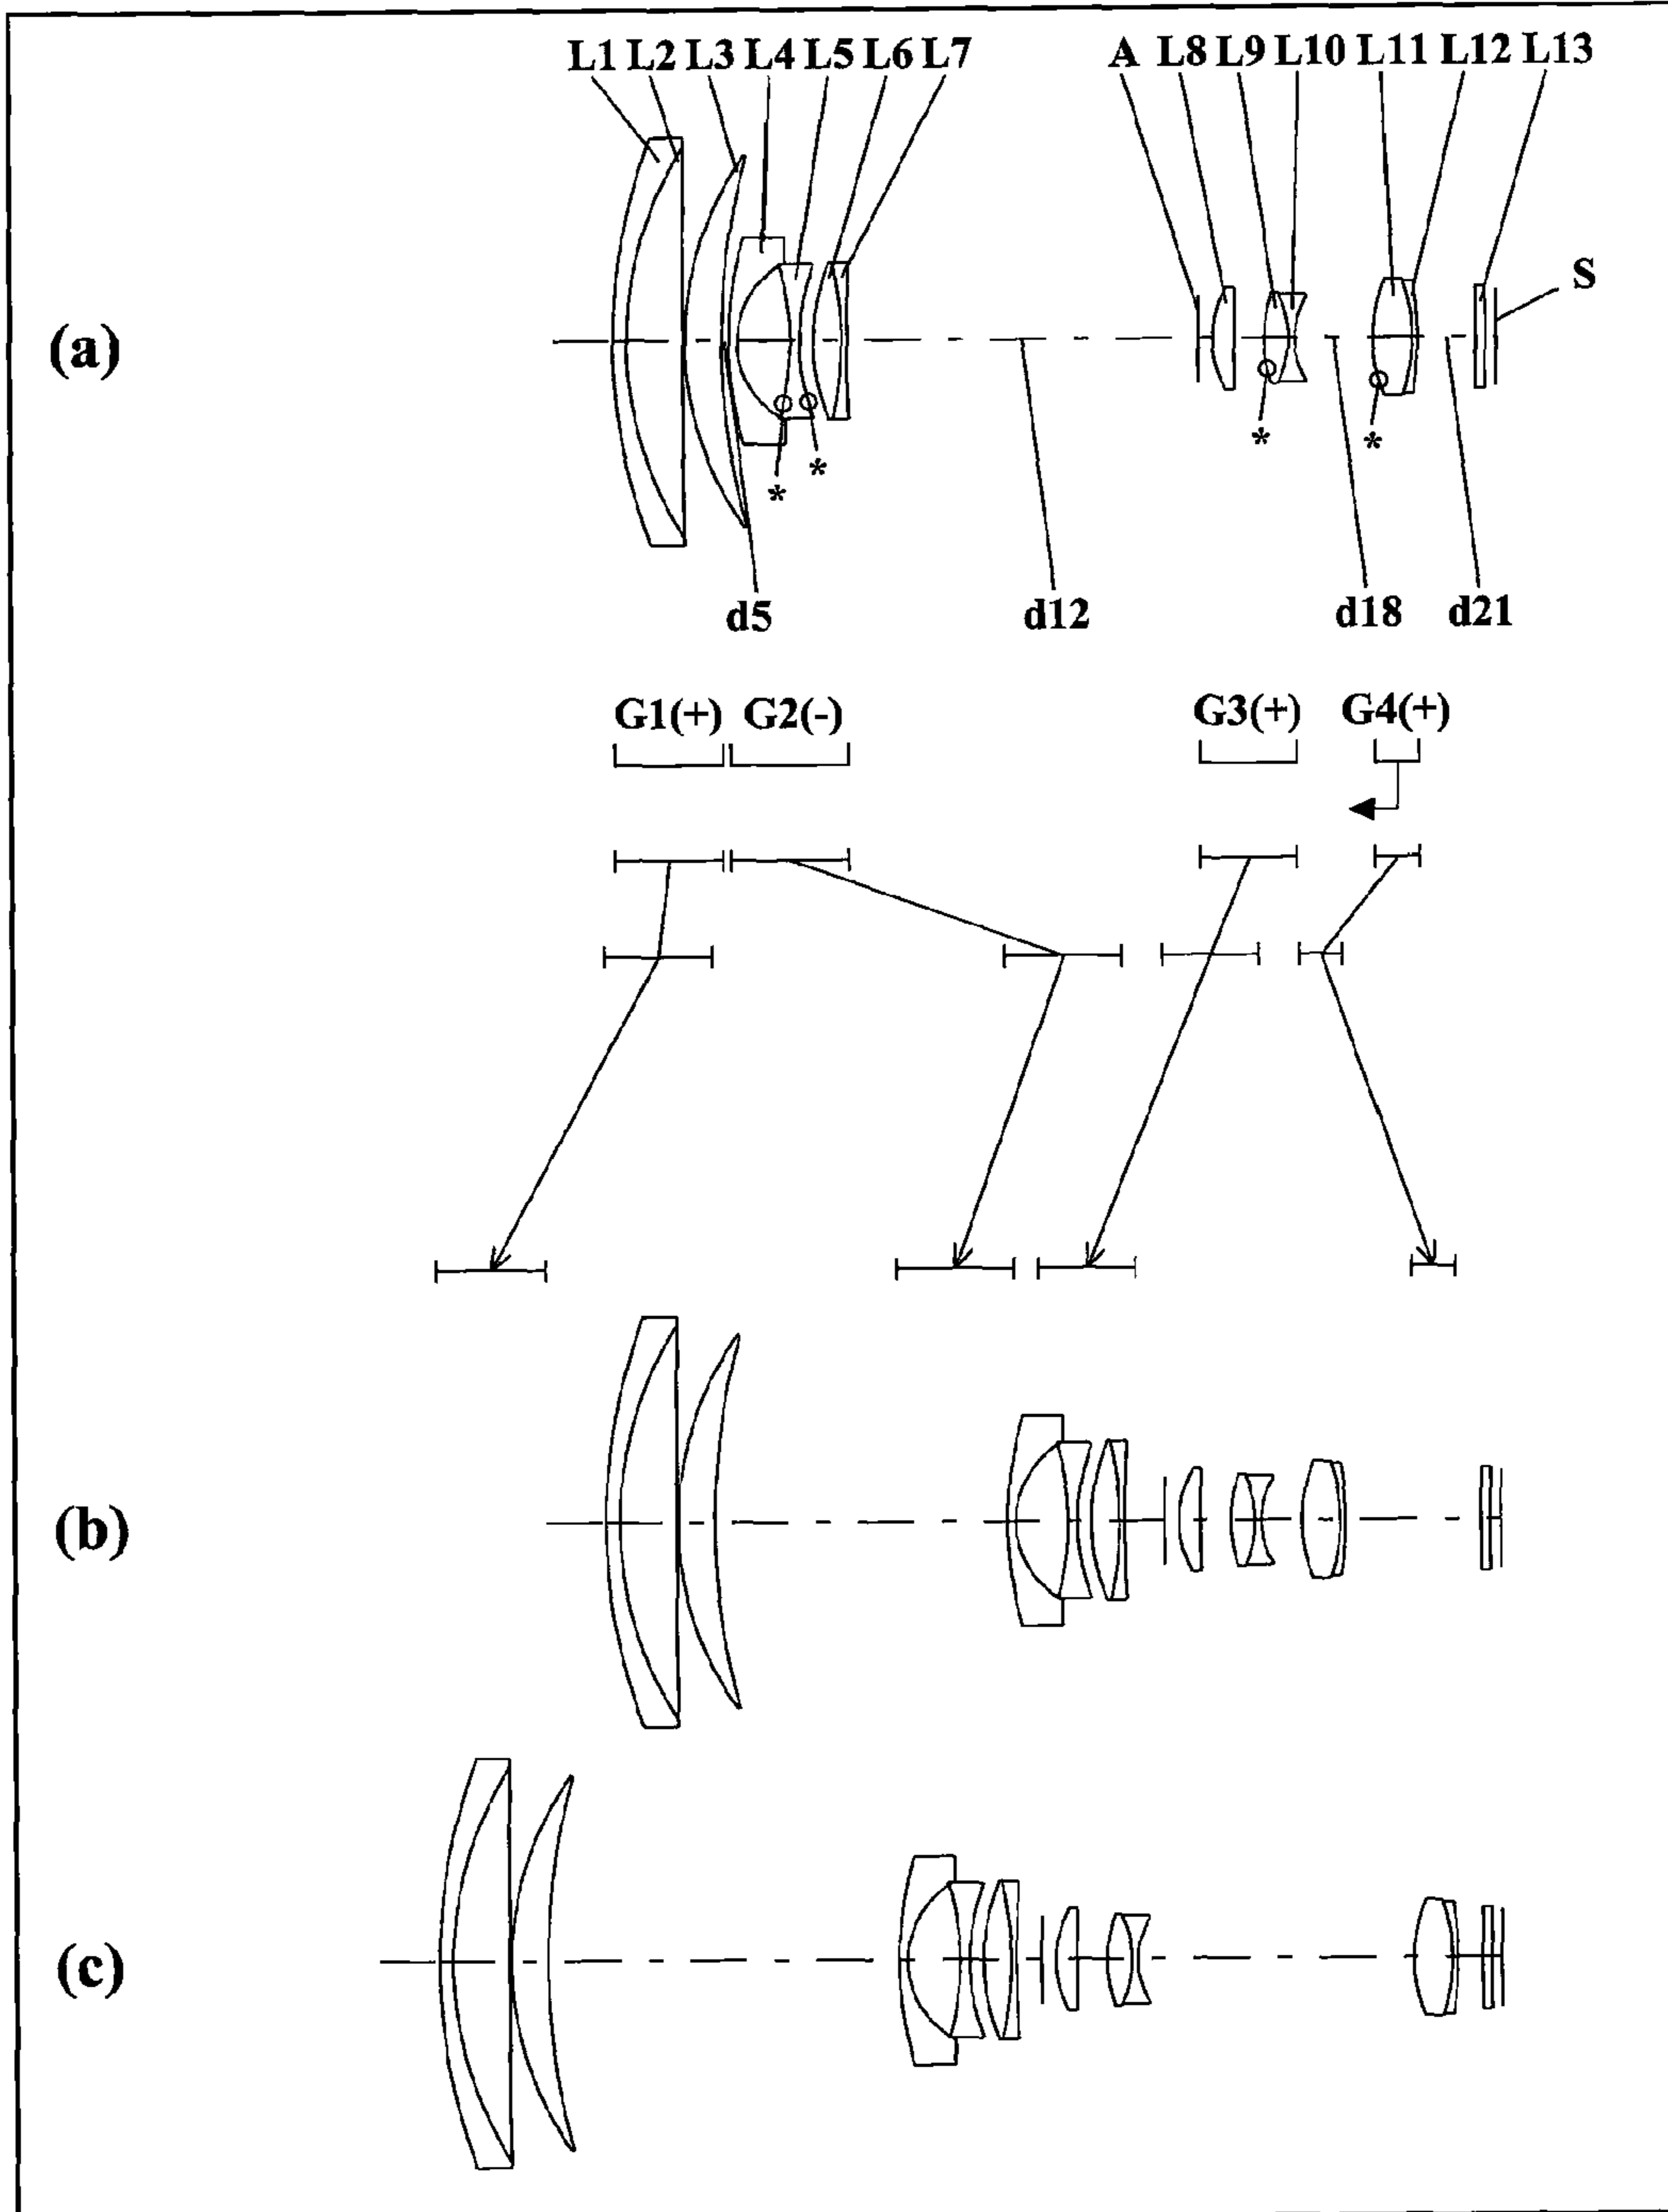 L1 L2 L3 L4 L5 L6 L7 A L8 L9 L10 L11 L12 L13
S
(a)
*
*
*
*
d5 d12 d18 d21
G1(+) G2(-) G3(+) G4(+)
(b)
(c)